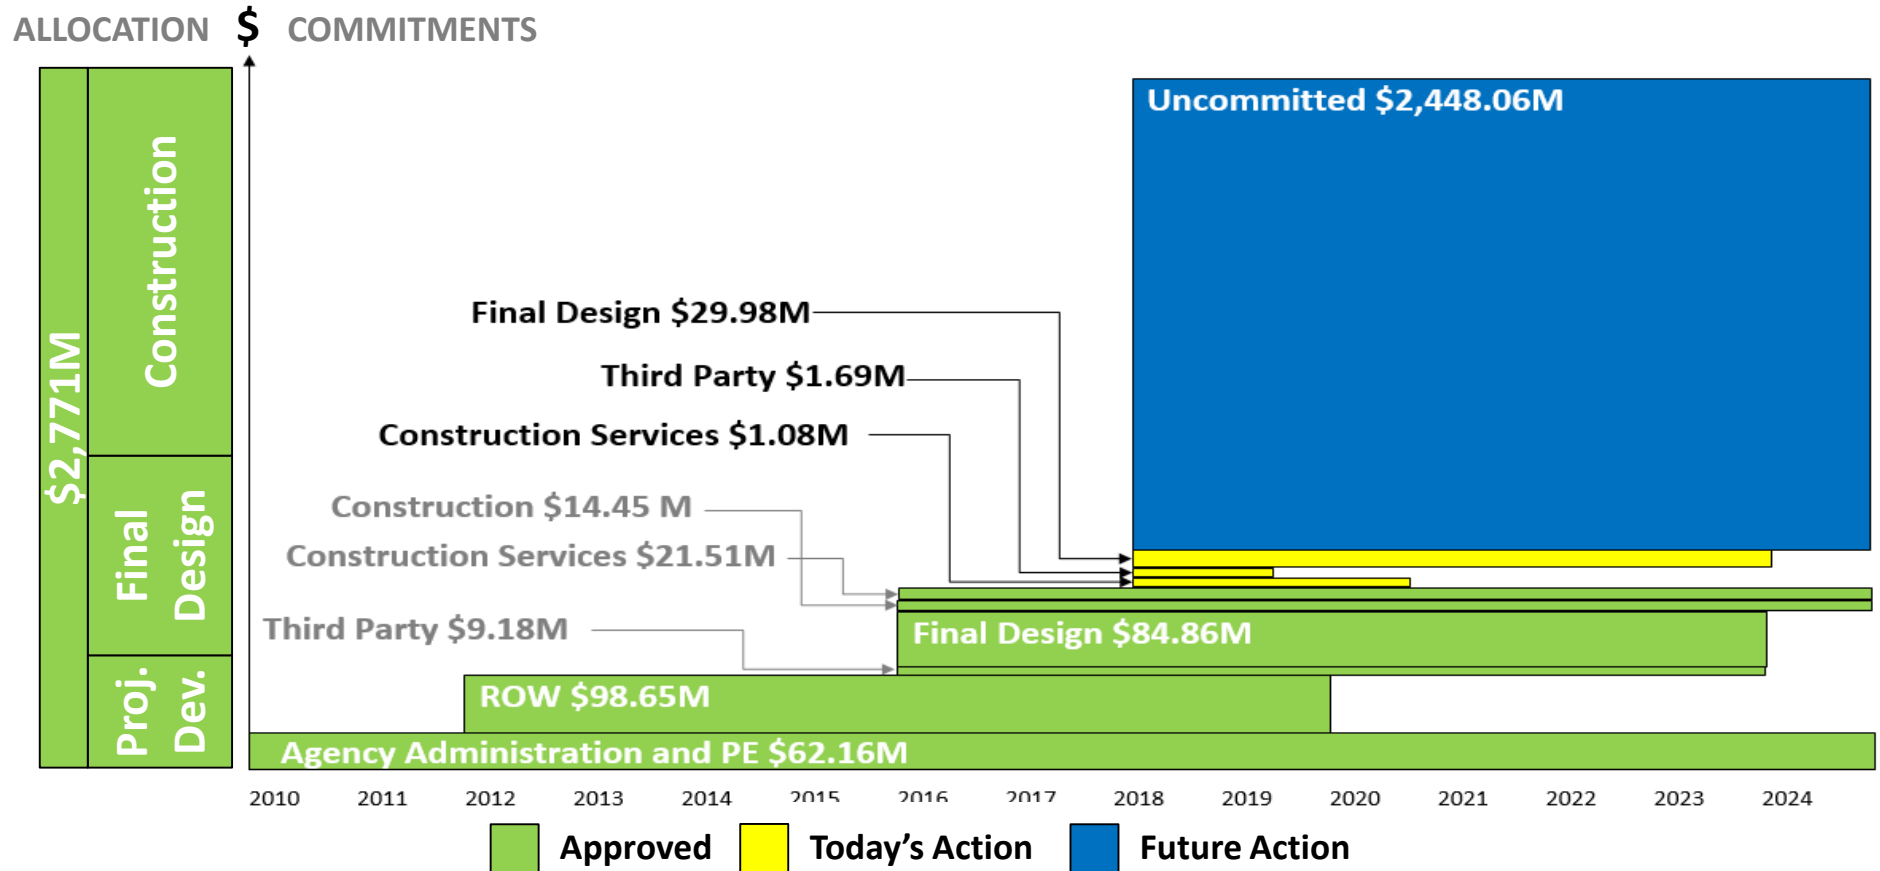 ALLOCATION $ COMMITMENTS
$2,771M
Construction
Final
Design
Proj.
Dev.
Uncommitted $2,448.06M
Final Design $29.98M
Third Party $1.69M
Construction Services $1.08M
Construction $14.45 M
Construction Services $21.51M
Third Party $9.18M
Final Design $84.86M
ROW $98.65M
Agency Administration and PE $62.16M
2010 2011 2012 2013 2014 2015 2016 2017 2018 2019 2020 2021 2022 2023 2024
Approved Today’s Action Future Action